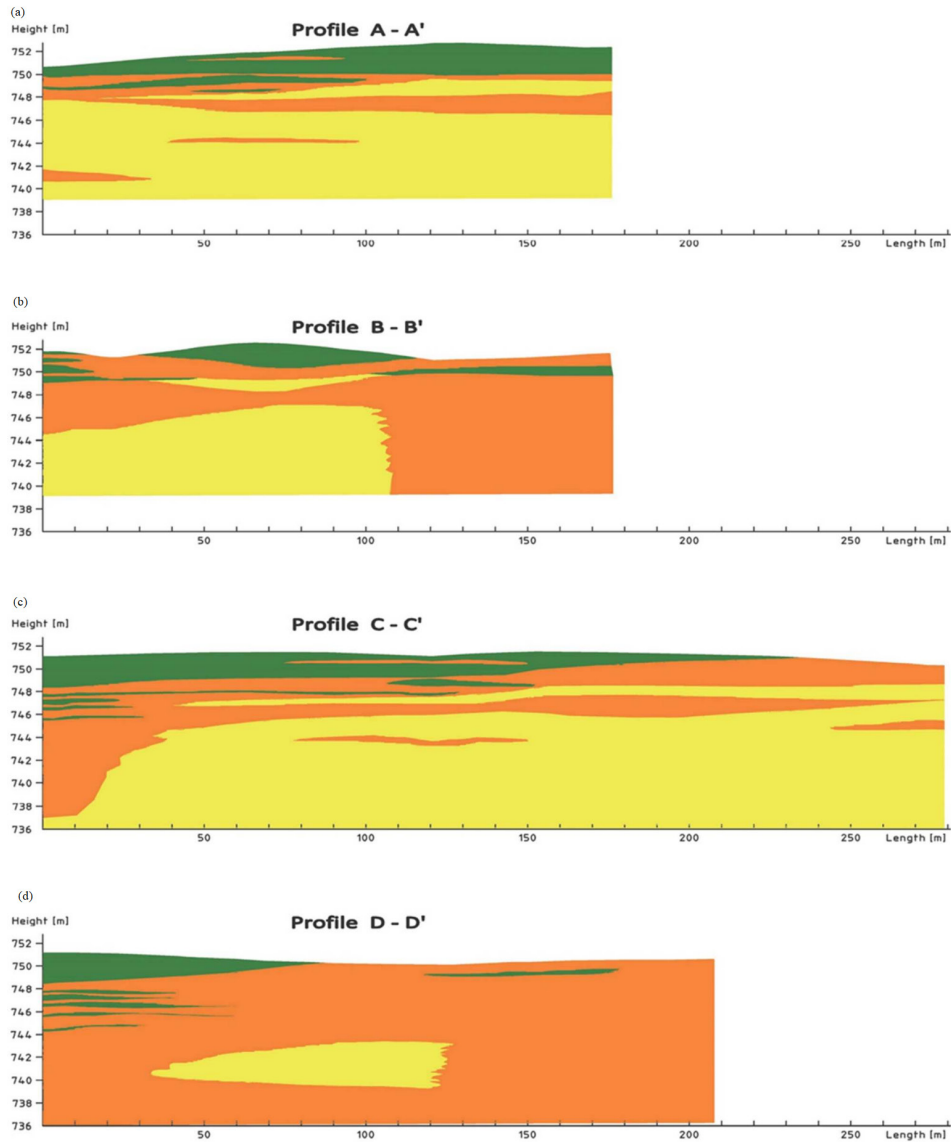 (a)
Profile A - A'
Height [m]
752
750
748
746
744
742
740
738
736
50 100 150 200 250 Length [m]
(b)
Profile B - B'
Height [m]
752
750
748
746
744
742
740
738
736
50 100 150 200 250 Length [m]
(c)
Profile C - C'
Height [m]
752
750
748
746
744
742
740
738
736
50 100 150 200 250 Length [m]
(d)
Profile D - D'
Height [m]
752
750
748
746
744
742
740
738
736
50 100 150 200 250 Length [m]